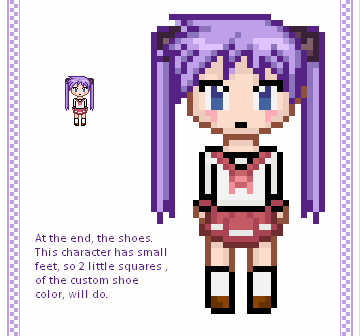 At the end, the shoes.
This character has small
feet, so 2 little squares ,
of the custom shoe
color, will do.